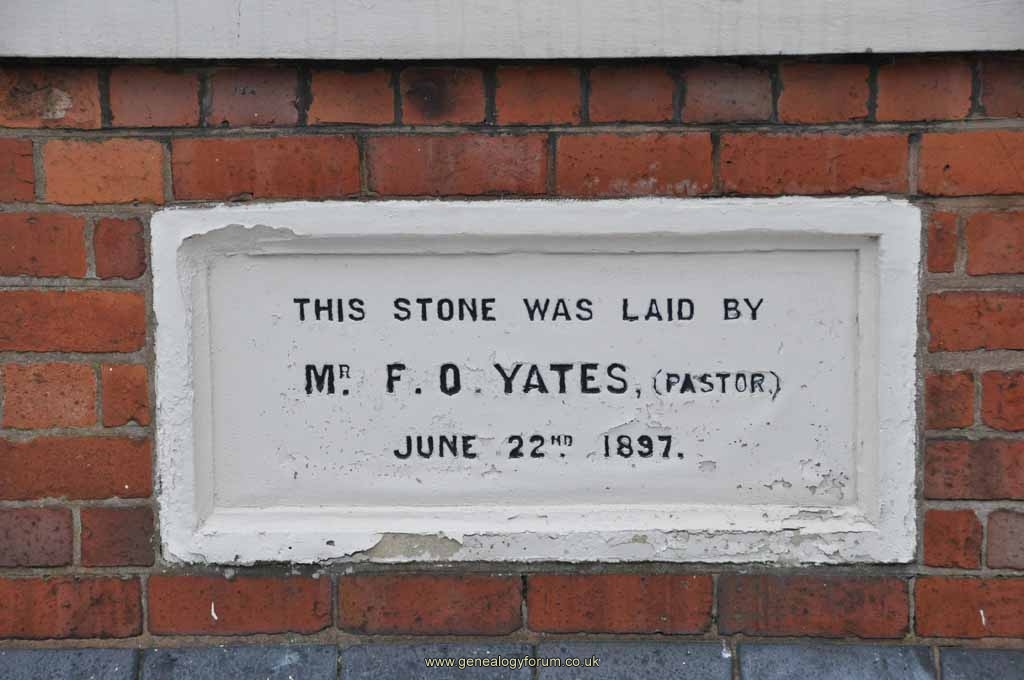 THIS STONE WAS LAID BY
MR. F. O. YATES, (PASTOR.)
JUNE 22ND. 1897.
www.genealogyforum.co.uk